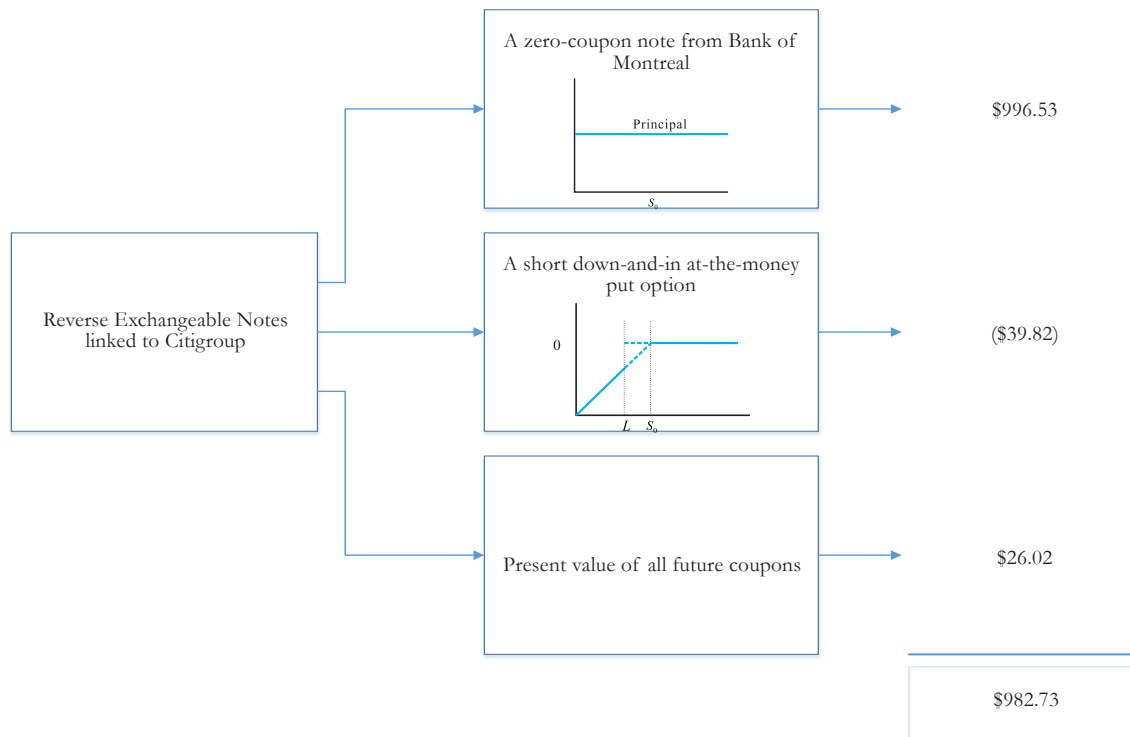 A zero-coupon note from Bank of
Montreal
Principal
S₀
$996.53
Reverse Exchangeable Notes
linked to Citigroup
A short down-and-in at-the-money
put option
0
L S₀
($39.82)
Present value of all future coupons
$26.02
$982.73